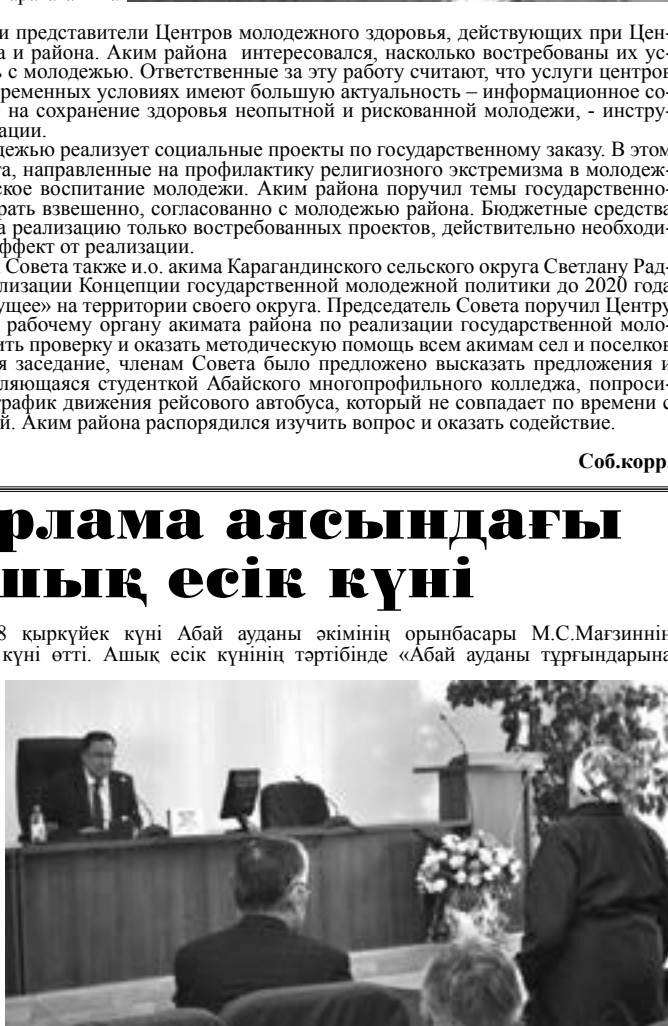 и представители Центров молодежного здоровья, действующих при Цен-
а и района. Аким района интересовался, насколько востребованы их ус-
ь с молодежью. Ответственные за эту работу считают, что услуги центров
ременных условиях имеют большую актуальность – информационное со-
на сохранение здоровья неопытной и рискованной молодежи, - инстру-
ации.
дежью реализует социальные проекты по государственному заказу. В этом
та, направленные на профилактику религиозного экстремизма в молодеж-
ское воспитание молодежи. Аким района поручил темы государственно-
рать взвешенно, согласованно с молодежью района. Бюджетные средства
а реализацию только востребованных проектов, действительно необходи-
ффект от реализации.
Совета также и.о. акима Карагандинского сельского округа Светлану Рад-
лизации Концепции государственной молодежной политики до 2020 года
ущее» на территории своего округа. Председатель Совета поручил Центру
рабочему органу акимата района по реализации государственной моло-
ить проверку и оказать методическую помощь всем акимам сел и поселков
я заседание, членам Совета было предложено высказать предложения и
ляющаяся студенткой Абайского многопрофильного колледжа, попроси-
график движения рейсового автобуса, который не совпадает по времени с
й. Аким района распорядился изучить вопрос и оказать содействие.
Соб.корр.
рлама аясындағы
шық есік күні
8 қыркүйек күні Абай ауданы әкімінің орынбасары М.С.Мағзиннің
күні өтті. Ашық есік күнінің тәртібінде «Абай ауданы тұрғындарына